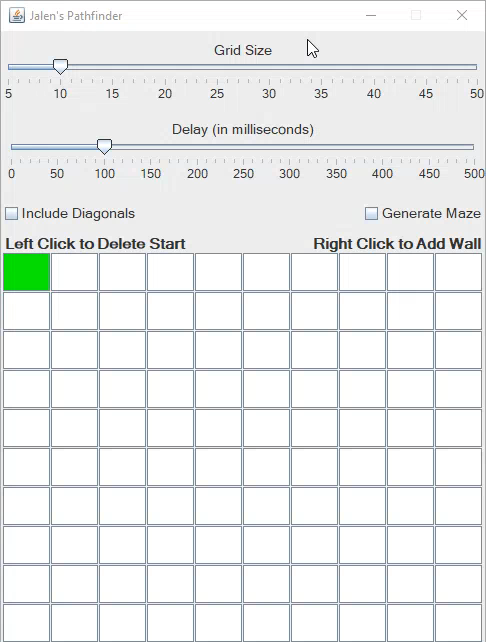 Jalen's Pathfinder
Grid Size
5 10 15 20 25 30 35 40 45 50
Delay (in milliseconds)
0 50 100 150 200 250 300 350 400 450 500
Include Diagonals Generate Maze
Left Click to Delete Start Right Click to Add Wall